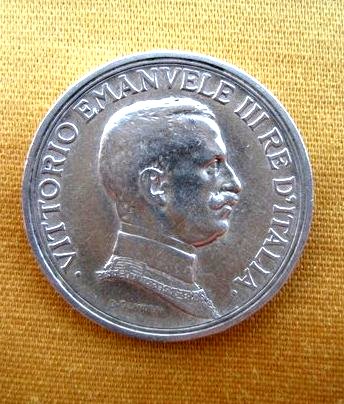 · VITTORIO EMANVELE III RE D'ITALIA ·